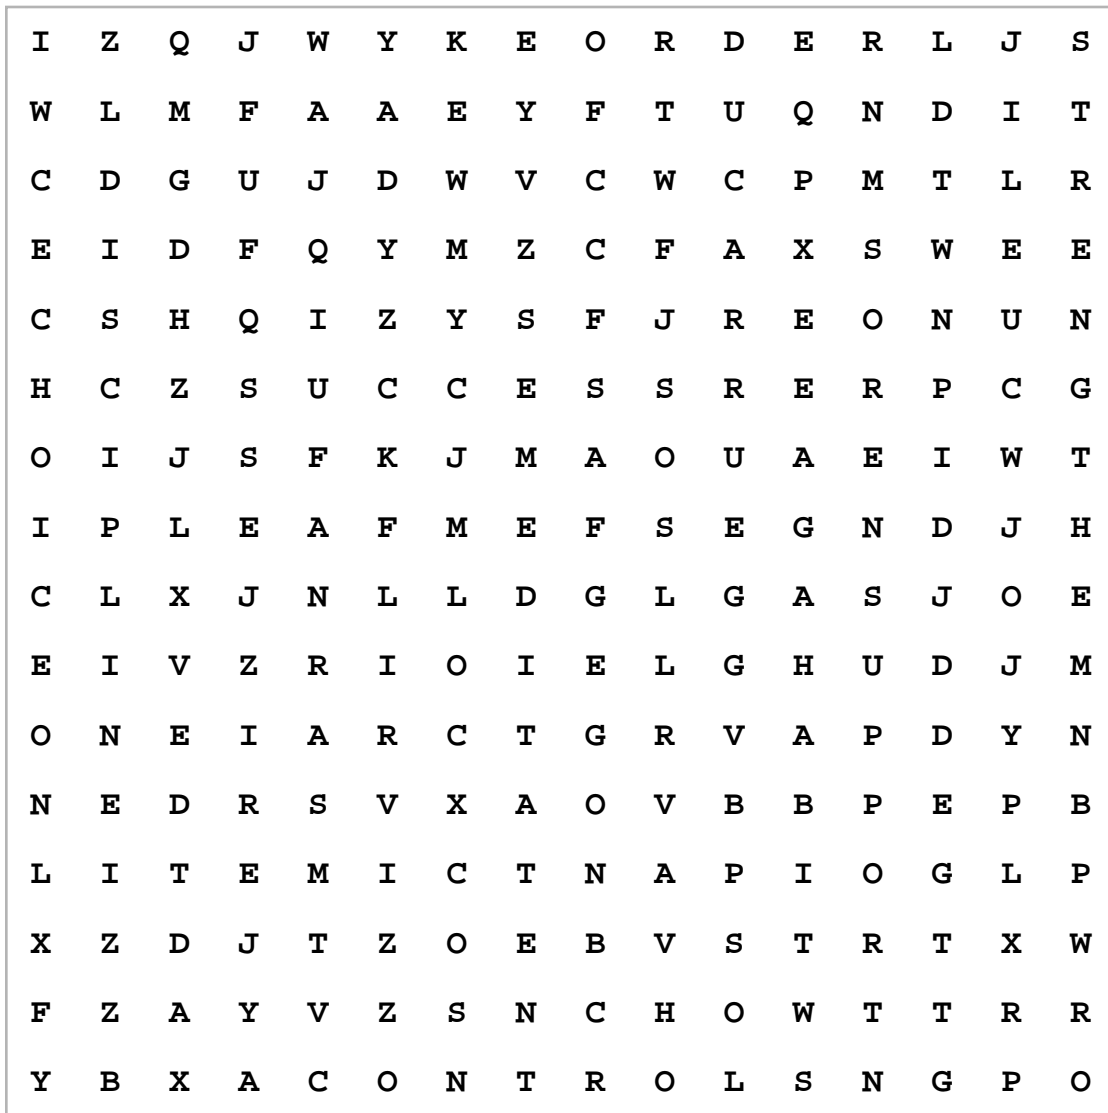 I Z Q J W Y K E O R D E R L J S
W L M F A A E Y F T U Q N D I T
C D G U J D W V C W C P M T L R
E I D F Q Y M Z C F A X S W E E
C S H Q I Z Y S F J R E O N U N
H C Z S U C C E S S R E R P C G
O I J S F K J M A O U A E I W T
I P L E A F M E F S E G N D J H
C L X J N L L D G L G A S J O E
E I V Z R I O I E L G H U D J M
O N E I A R C T G R V A P D Y N
N E D R S V X A O V B B P E P B
L I T E M I C T N A P I O G L P
X Z D J T Z O E B V S T R T X W
F Z A Y V Z S N C H O W T T R R
Y B X A C O N T R O L S N G P O